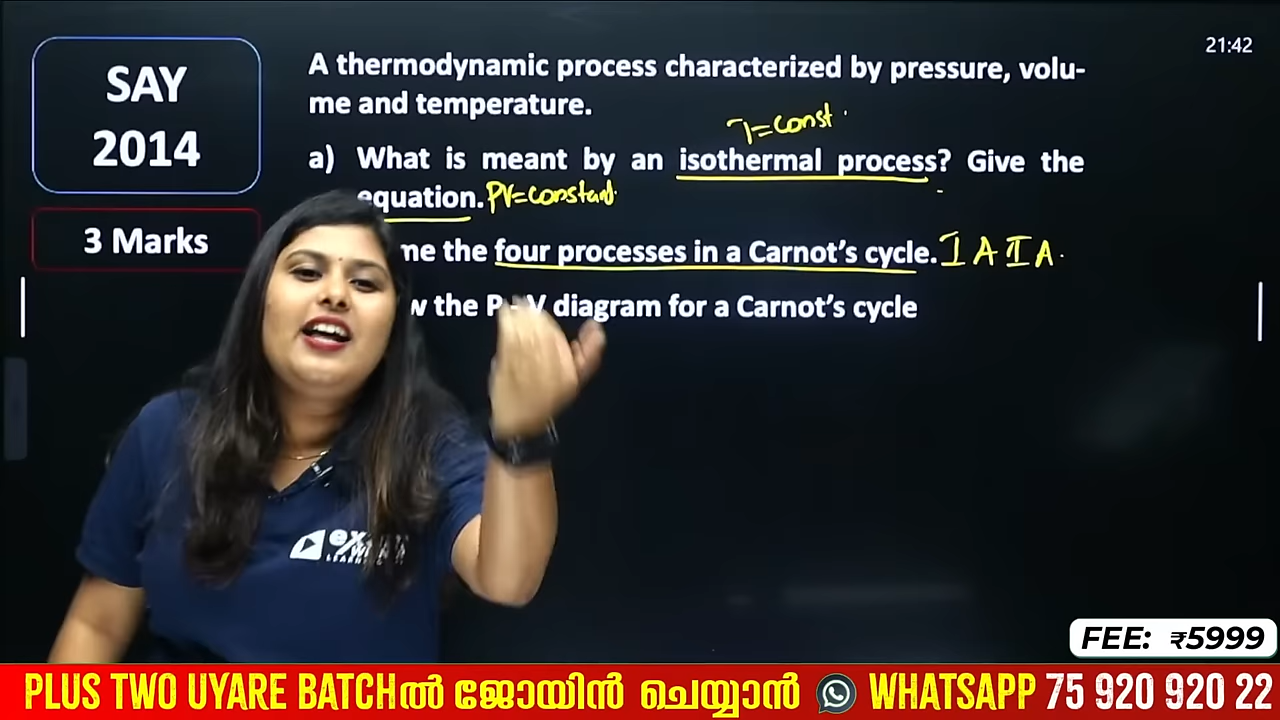 21:42
SAY
2014
3 Marks
A thermodynamic process characterized by pressure, volu-
me and temperature.
T=const.
a) What is meant by an isothermal process? Give the
equation. PV=constant.
me the four processes in a Carnot's cycle. I A I A.
w the P - V diagram for a Carnot's cycle
FEE: ₹5999
PLUS TWO UYARE BATCHൽ ജോയിൻ ചെയ്യാൻ WHATSAPP 75 920 920 22